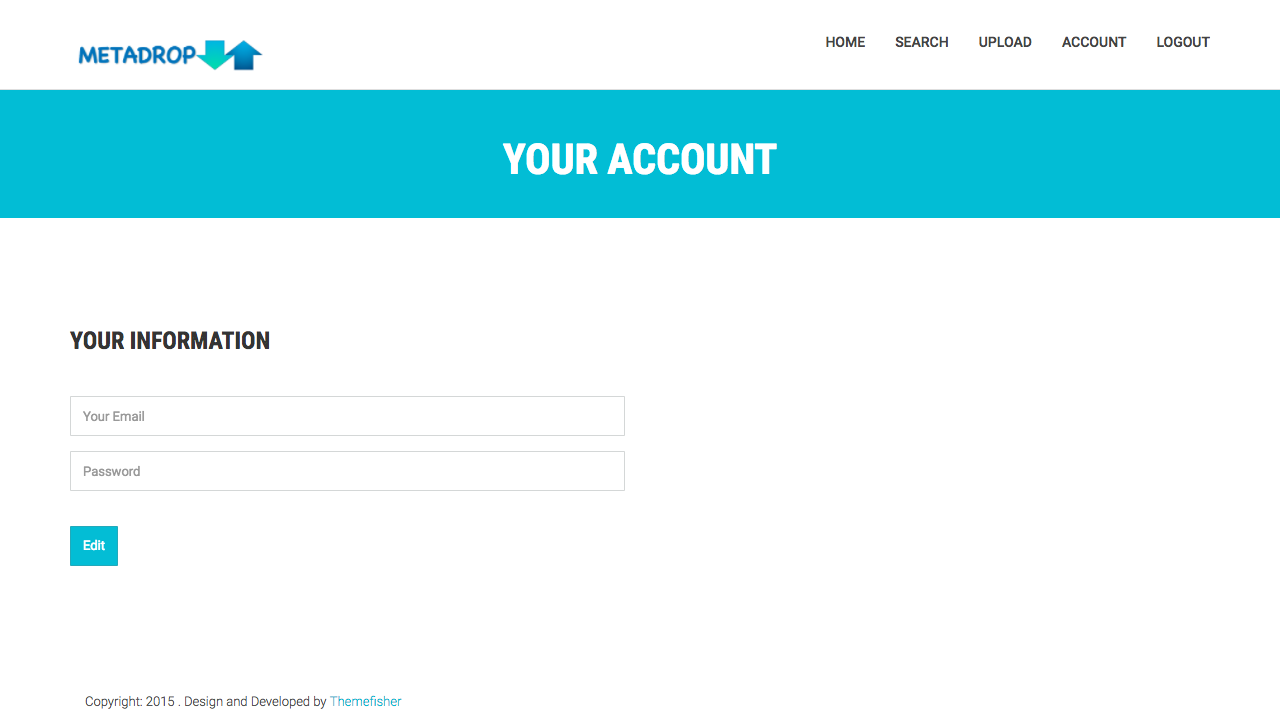 METADROP
HOME SEARCH UPLOAD ACCOUNT LOGOUT
YOUR ACCOUNT
YOUR INFORMATION
Your Email
Password
Edit
Copyright: 2015 . Design and Developed by Themefisher